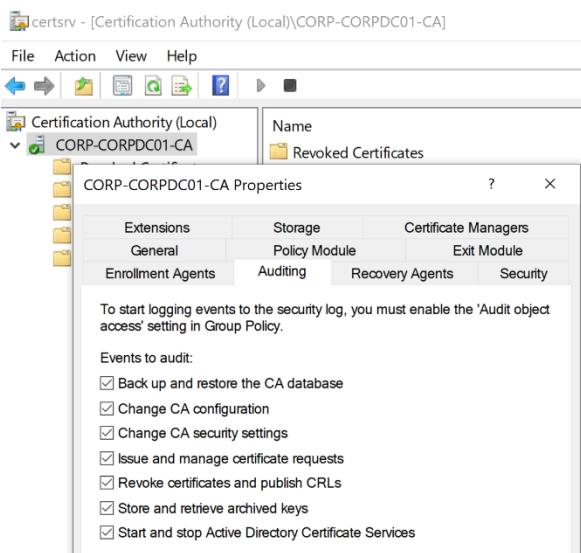 certsrv - [Certification Authority (Local)\CORP-CORPDC01-CA]
File Action View Help
Certification Authority (Local)
CORP-CORPDC01-CA
Name
Revoked Certificates
CORP-CORPDC01-CA Properties
Extensions Storage Certificate Managers
General Policy Module Exit Module
Enrollment Agents Auditing Recovery Agents Security
To start logging events to the security log, you must enable the 'Audit object
access' setting in Group Policy.
Events to audit:
Back up and restore the CA database
Change CA configuration
Change CA security settings
Issue and manage certificate requests
Revoke certificates and publish CRLs
Store and retrieve archived keys
Start and stop Active Directory Certificate Services